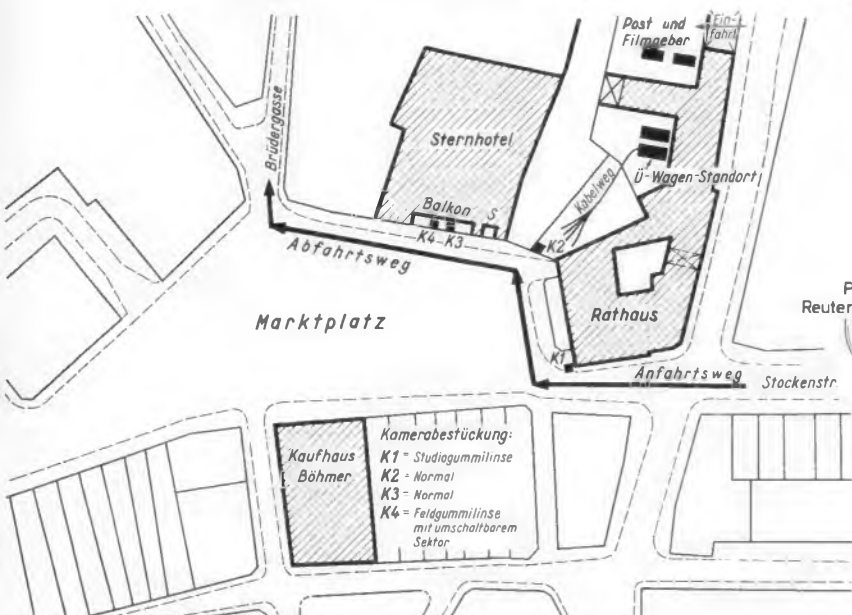 Post und
Filmgeber
Ein-
fahrt
Brüdergasse
Sternhotel
Kabelweg
Ü-Wagen-Standort
Balkon
S
K4
K3
K2
Abfahrtsweg
Marktplatz
Rathaus
P
Reuter
K1
Anfahrtsweg
Stockenstr.
Kaufhaus
Böhmer
Kamerabestückung:
K1 = Studiogummilinse
K2 = Normal
K3 = Normal
K4 = Feldgummilinse
mit umschaltbarem
Sektor